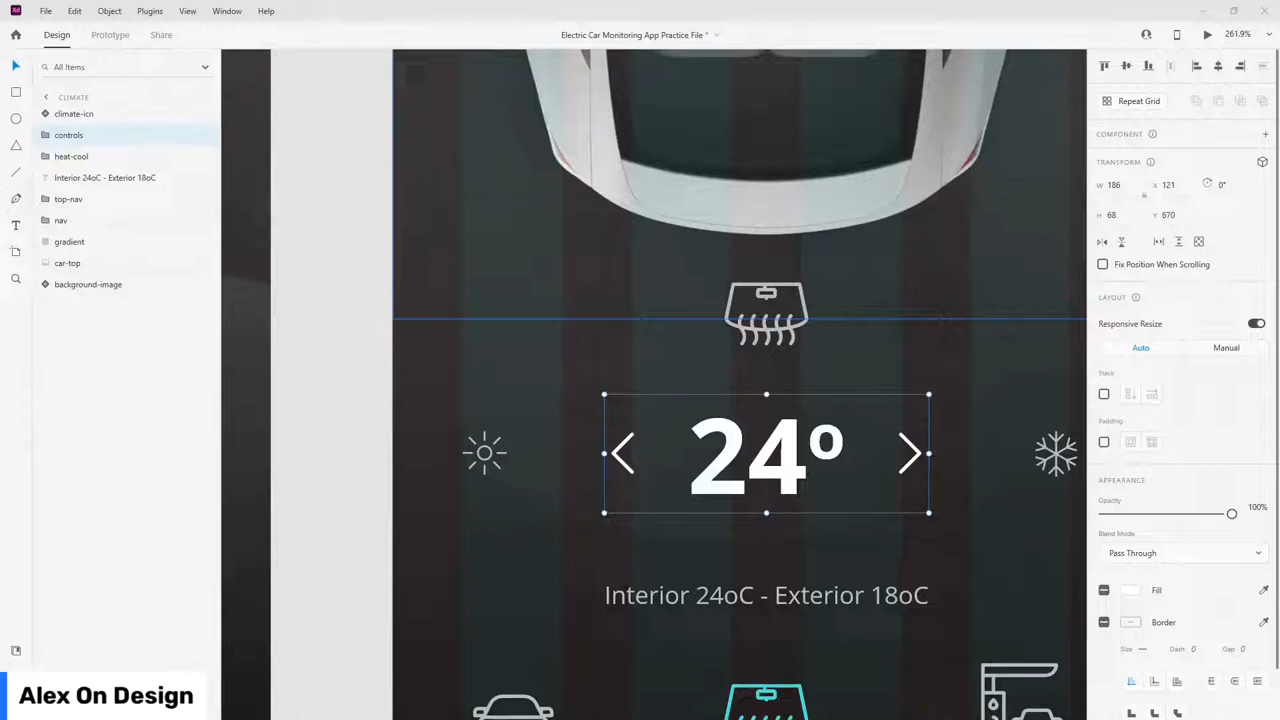 Xd File Edit Object Plugins View Window Help
Design Prototype Share
Electric Car Monitoring App Practice File *
261.9%
All Items
CLIMATE
climate-icn
controls
heat-cool
Interior 24oC - Exterior 18oC
top-nav
nav
gradient
car-top
background-image
24º
Interior 24oC - Exterior 18oC
Repeat Grid
COMPONENT
TRANSFORM
W 186 X 121 0°
H 68 Y 670
Fix Position When Scrolling
LAYOUT
Responsive Resize
Auto Manual
Stack
Padding
APPEARANCE
Opacity
100%
Blend Mode
Pass Through
Fill
Border
Size Dash 0 Gap 0
Alex On Design